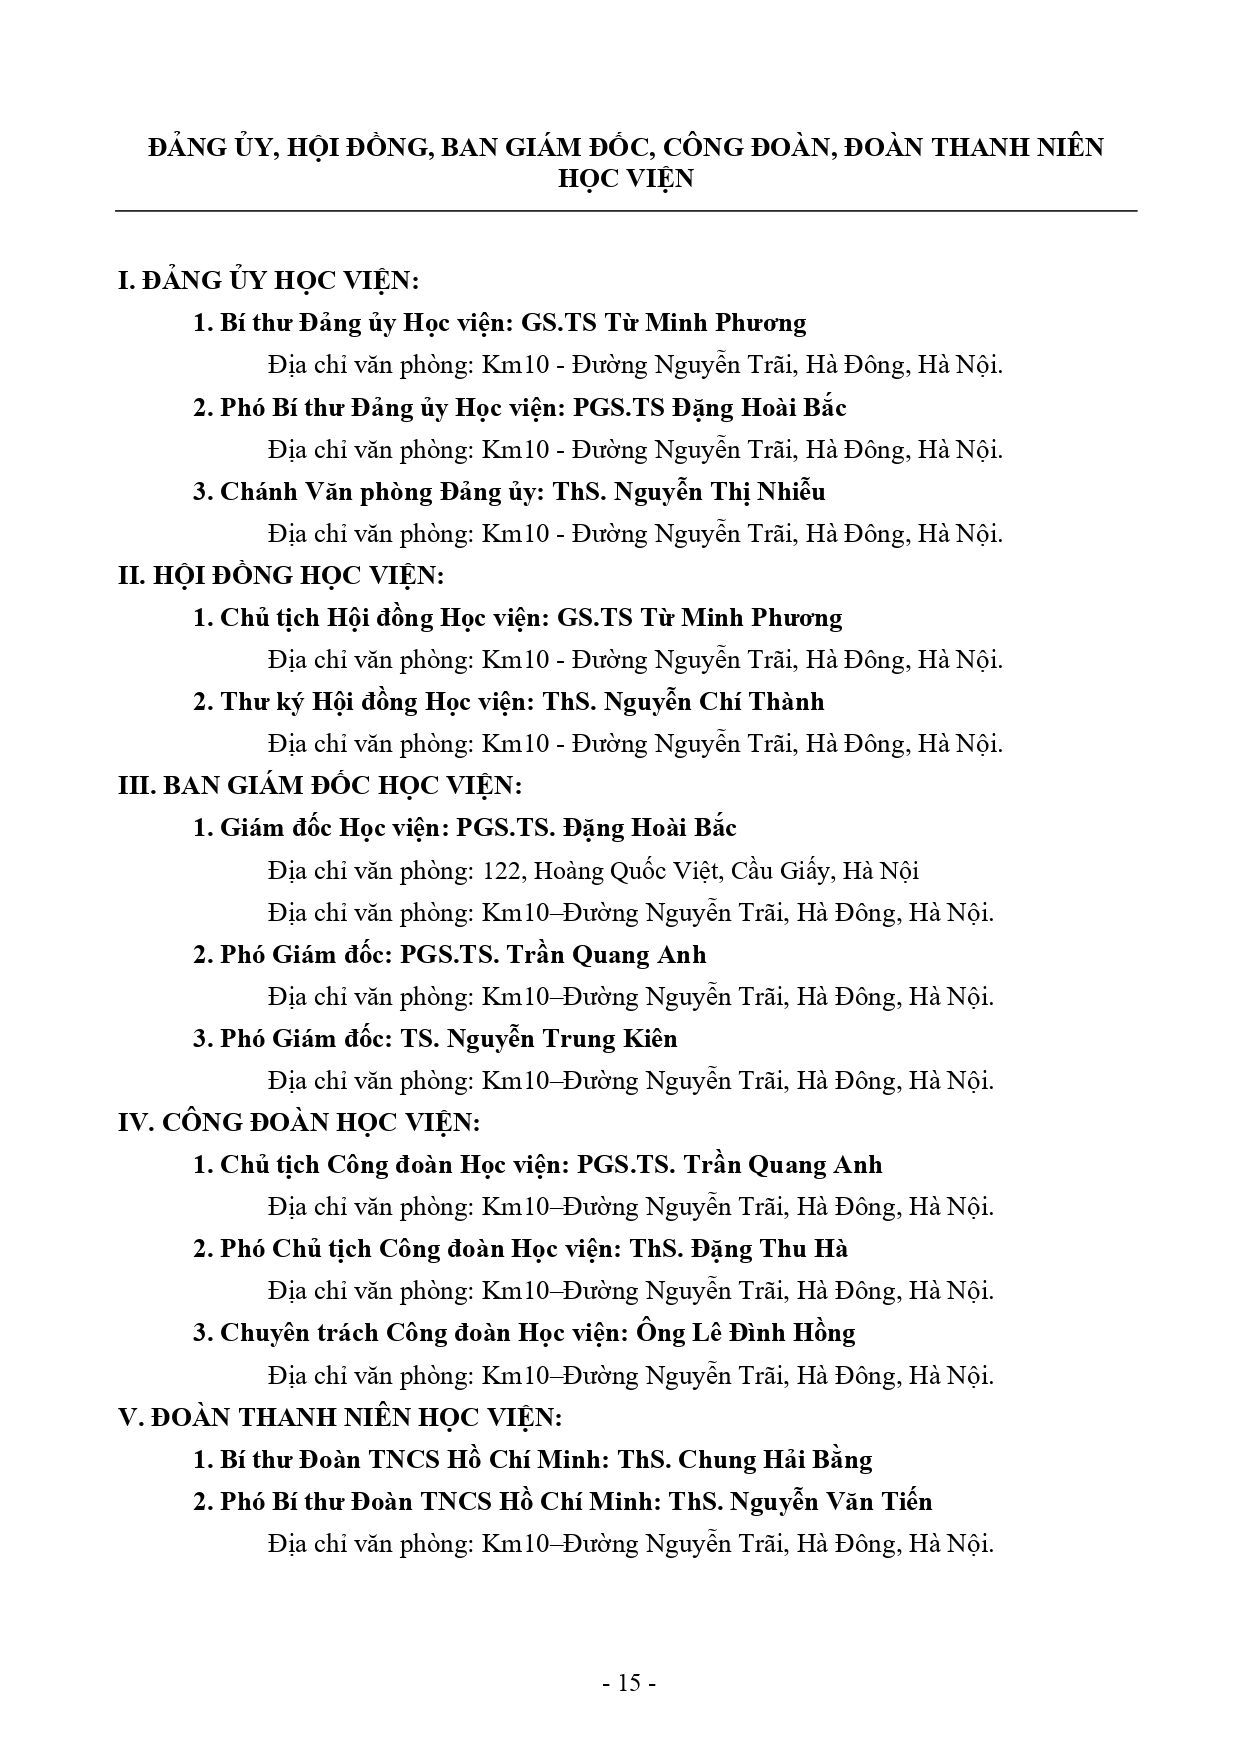 ĐẢNG ỦY, HỘI ĐỒNG, BAN GIÁM ĐỐC, CÔNG ĐOÀN, ĐOÀN THANH NIÊN
HỌC VIỆN
I. ĐẢNG ỦY HỌC VIỆN:
1. Bí thư Đảng ủy Học viện: GS.TS Từ Minh Phương
Địa chỉ văn phòng: Km10 - Đường Nguyễn Trãi, Hà Đông, Hà Nội.
2. Phó Bí thư Đảng ủy Học viện: PGS.TS Đặng Hoài Bắc
Địa chỉ văn phòng: Km10 - Đường Nguyễn Trãi, Hà Đông, Hà Nội.
3. Chánh Văn phòng Đảng ủy: ThS. Nguyễn Thị Nhiễu
Địa chỉ văn phòng: Km10 - Đường Nguyễn Trãi, Hà Đông, Hà Nội.
II. HỘI ĐỒNG HỌC VIỆN:
1. Chủ tịch Hội đồng Học viện: GS.TS Từ Minh Phương
Địa chỉ văn phòng: Km10 - Đường Nguyễn Trãi, Hà Đông, Hà Nội.
2. Thư ký Hội đồng Học viện: ThS. Nguyễn Chí Thành
Địa chỉ văn phòng: Km10 - Đường Nguyễn Trãi, Hà Đông, Hà Nội.
III. BAN GIÁM ĐỐC HỌC VIỆN:
1. Giám đốc Học viện: PGS.TS. Đặng Hoài Bắc
Địa chỉ văn phòng: 122, Hoàng Quốc Việt, Cầu Giấy, Hà Nội
Địa chỉ văn phòng: Km10–Đường Nguyễn Trãi, Hà Đông, Hà Nội.
2. Phó Giám đốc: PGS.TS. Trần Quang Anh
Địa chỉ văn phòng: Km10–Đường Nguyễn Trãi, Hà Đông, Hà Nội.
3. Phó Giám đốc: TS. Nguyễn Trung Kiên
Địa chỉ văn phòng: Km10–Đường Nguyễn Trãi, Hà Đông, Hà Nội.
IV. CÔNG ĐOÀN HỌC VIỆN:
1. Chủ tịch Công đoàn Học viện: PGS.TS. Trần Quang Anh
Địa chỉ văn phòng: Km10–Đường Nguyễn Trãi, Hà Đông, Hà Nội.
2. Phó Chủ tịch Công đoàn Học viện: ThS. Đặng Thu Hà
Địa chỉ văn phòng: Km10–Đường Nguyễn Trãi, Hà Đông, Hà Nội.
3. Chuyên trách Công đoàn Học viện: Ông Lê Đình Hồng
Địa chỉ văn phòng: Km10–Đường Nguyễn Trãi, Hà Đông, Hà Nội.
V. ĐOÀN THANH NIÊN HỌC VIỆN:
1. Bí thư Đoàn TNCS Hồ Chí Minh: ThS. Chung Hải Bằng
2. Phó Bí thư Đoàn TNCS Hồ Chí Minh: ThS. Nguyễn Văn Tiến
Địa chỉ văn phòng: Km10–Đường Nguyễn Trãi, Hà Đông, Hà Nội.
- 15 -